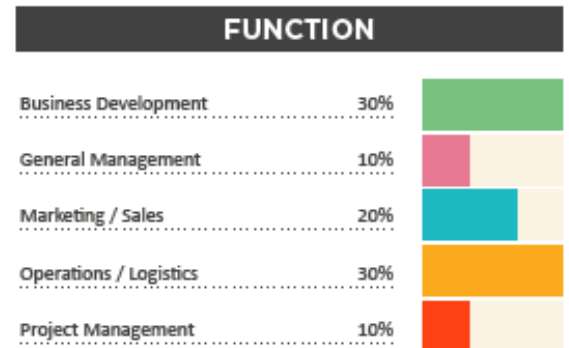 FUNCTION
Business Development 30%
General Management 10%
Marketing / Sales 20%
Operations / Logistics 30%
Project Management 10%